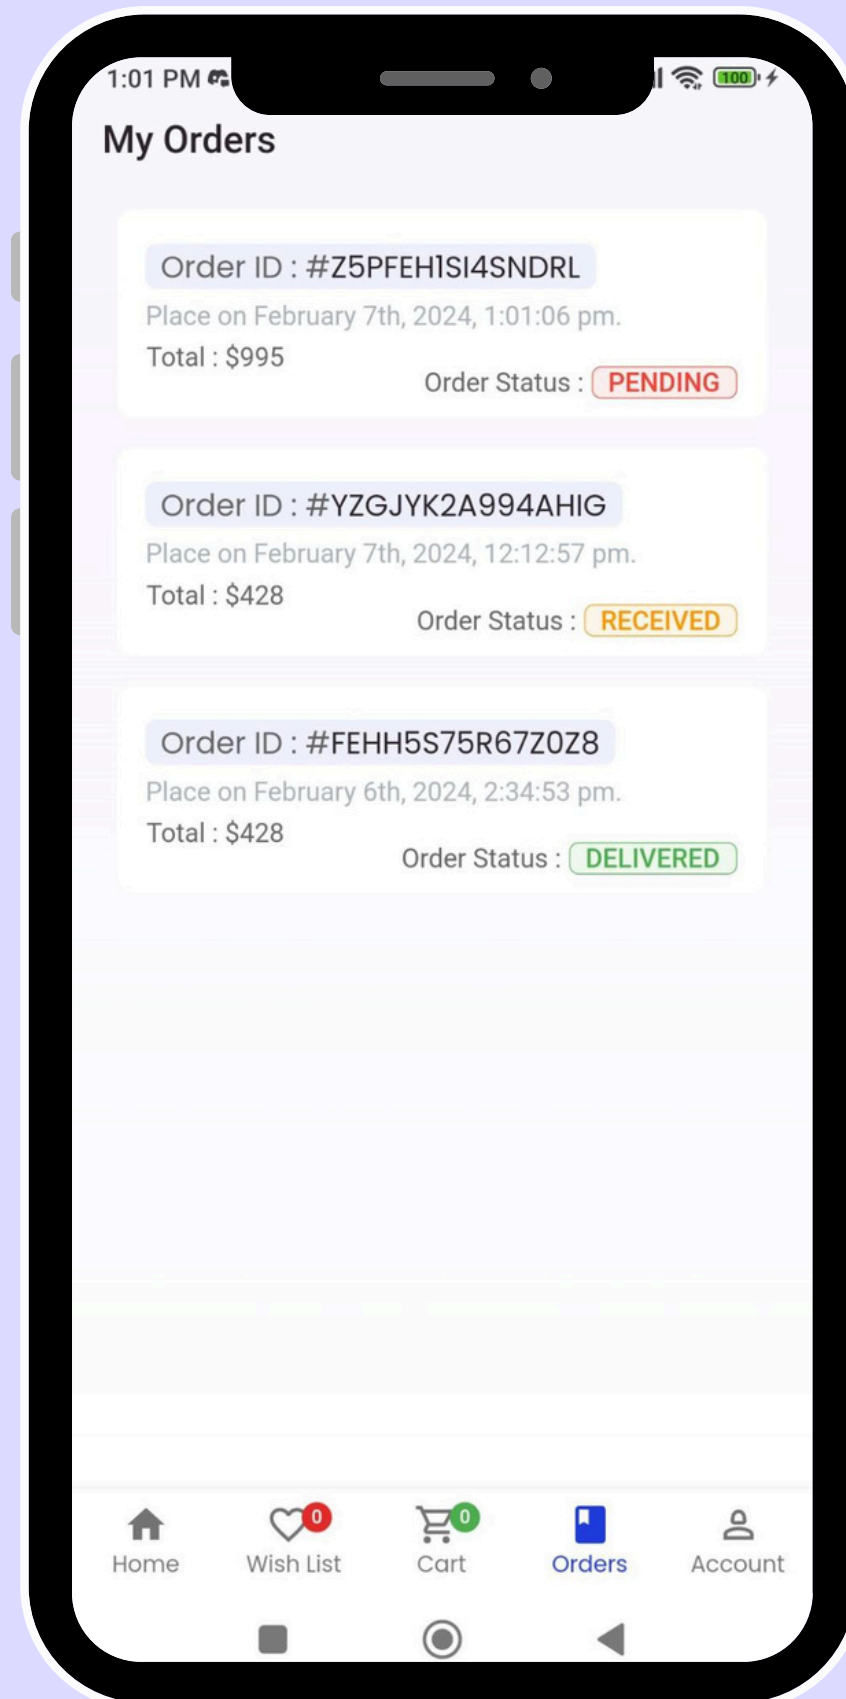 1:01 PM
100
My Orders
Order ID : #Z5PFEH1SI4SNDRL
Place on February 7th, 2024, 1:01:06 pm.
Total : $995
Order Status : PENDING
Order ID : #YZGJYK2A994AHIG
Place on February 7th, 2024, 12:12:57 pm.
Total : $428
Order Status : RECEIVED
Order ID : #FEHH5S75R67Z0Z8
Place on February 6th, 2024, 2:34:53 pm.
Total : $428
Order Status : DELIVERED
0 0
Home Wish List Cart Orders Account